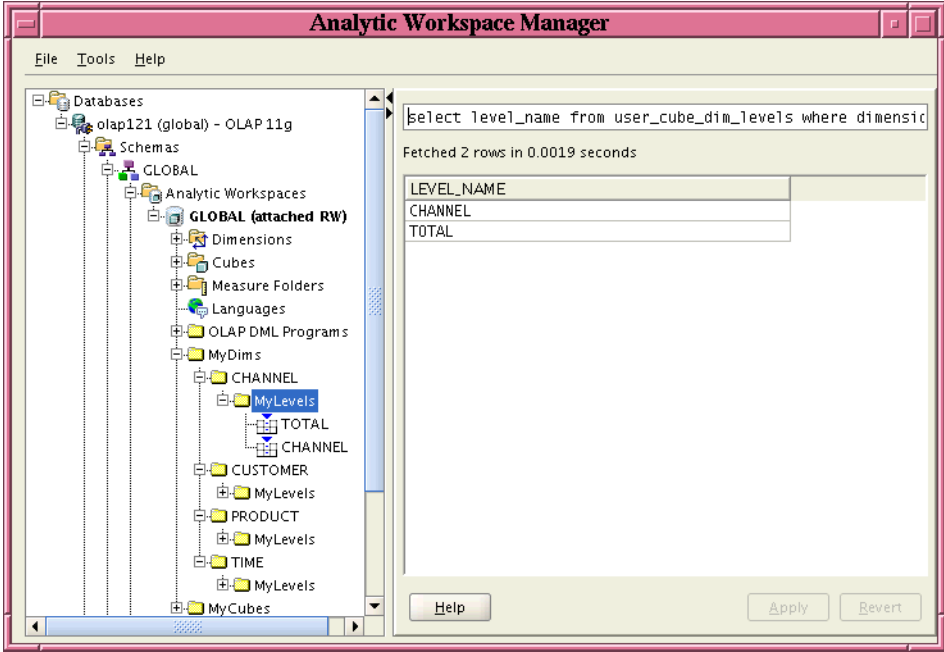 Analytic Workspace Manager
File Tools Help
Databases
olap121 (global) - OLAP 11g
Schemas
GLOBAL
Analytic Workspaces
GLOBAL (attached RW)
Dimensions
Cubes
Measure Folders
Languages
OLAP DML Programs
MyDims
CHANNEL
MyLevels
TOTAL
CHANNEL
CUSTOMER
MyLevels
PRODUCT
MyLevels
TIME
MyLevels
MyCubes
select level_name from user_cube_dim_levels where dimensic
Fetched 2 rows in 0.0019 seconds
LEVEL_NAME
CHANNEL
TOTAL
Help Apply Revert